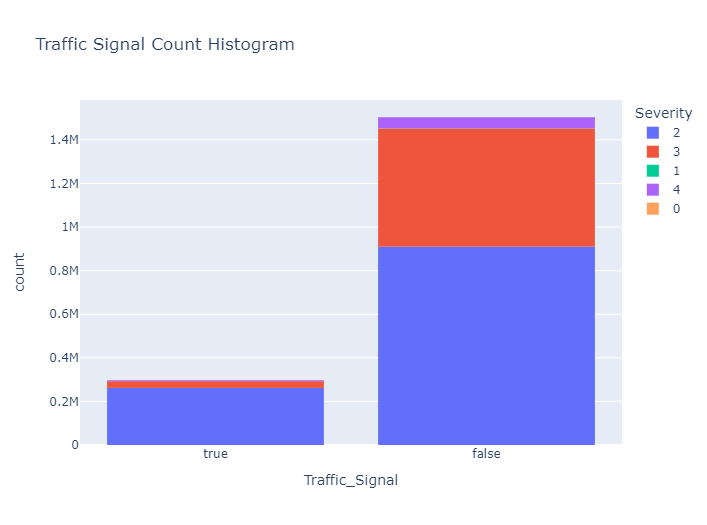 Traffic Signal Count Histogram
Severity
2
3
1
4
0
1.4M
1.2M
1M
0.8M
0.6M
0.4M
0.2M
0
count
true
false
Traffic_Signal